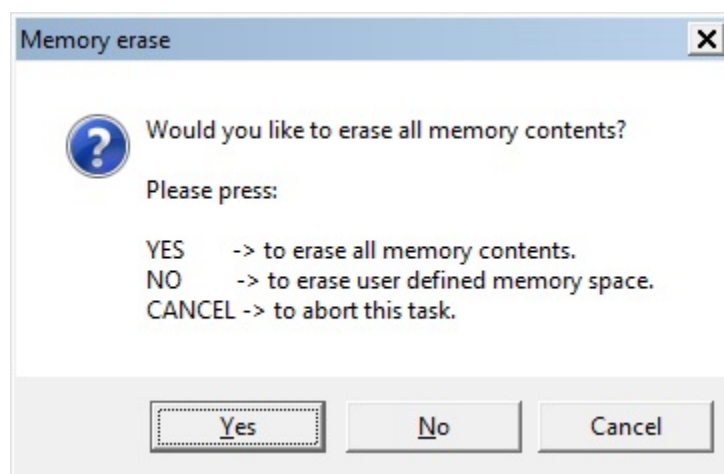 Memory erase
Would you like to erase all memory contents?
Please press:
YES -> to erase all memory contents.
NO -> to erase user defined memory space.
CANCEL -> to abort this task.
Yes No Cancel